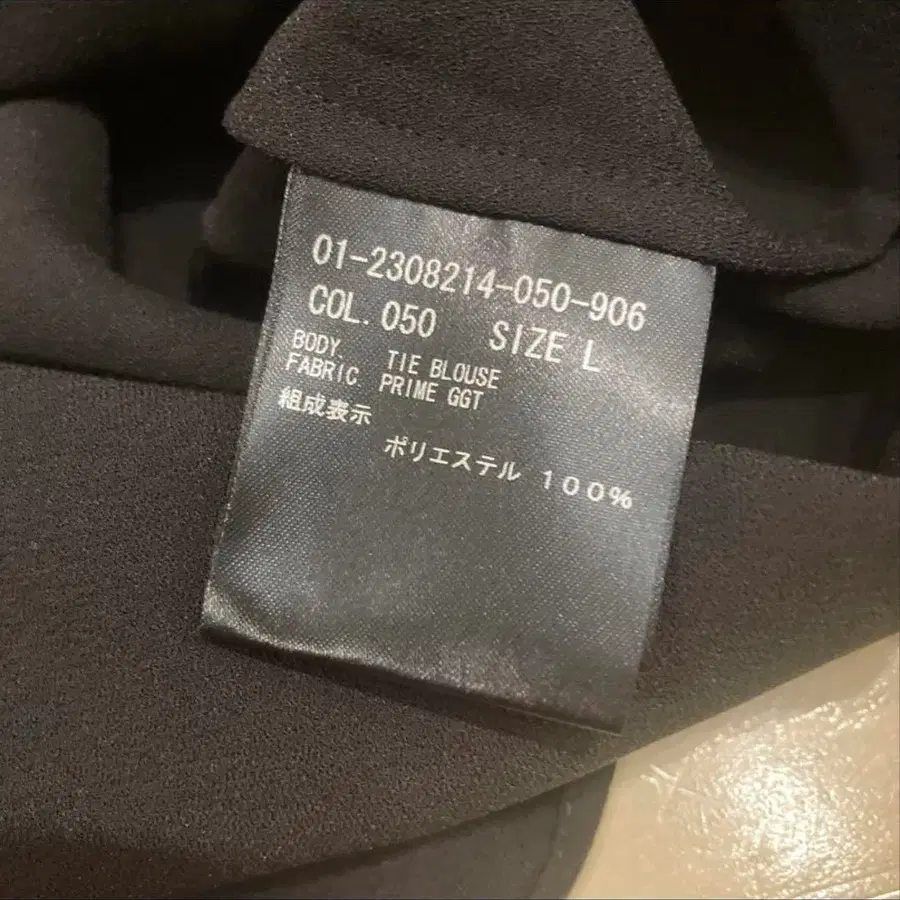 01-2308214-050-906
COL. 050 SIZE L
BODY. TIE BLOUSE
FABRIC PRIME GGT
組成表示
ポリエステル 100%